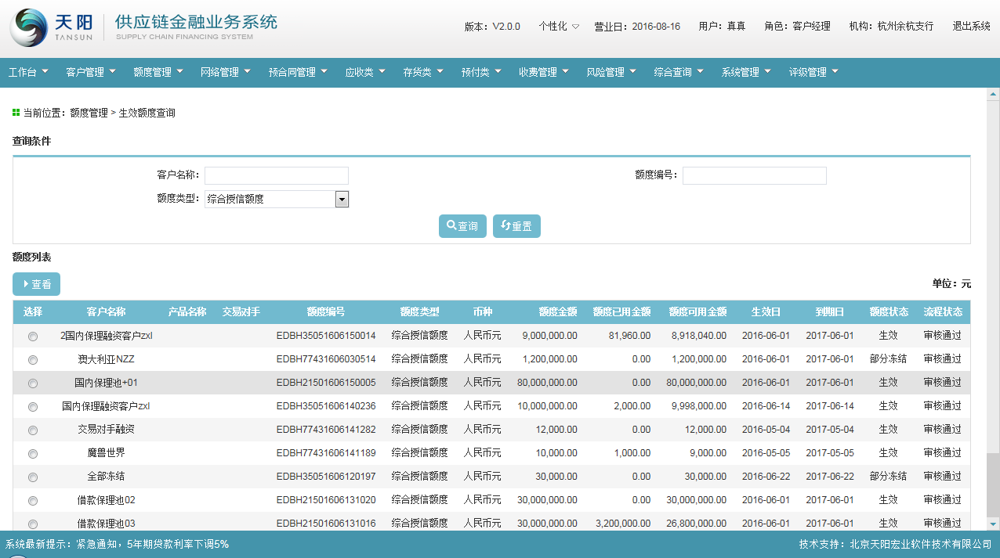 天阳 TANSUN 供应链金融业务系统 SUPPLY CHAIN FINANCING SYSTEM
版本：V2.0.0 个性化 营业日：2016-08-16 用户：真真 角色：客户经理 机构：杭州余杭支行 退出系统
工作台 客户管理 额度管理 网络管理 预合同管理 应收类 存货类 预付类 收费管理 风险管理 综合查询 系统管理 评级管理
当前位置：额度管理 > 生效额度查询
查询条件
客户名称： 额度编号：
额度类型：综合授信额度
查询 重置
额度列表
查看 单位：元
选择 客户名称 产品名称 交易对手 额度编号 额度类型 币种 额度金额 额度已用金额 额度可用金额 生效日 到期日 额度状态 流程状态
2国内保理融资客户zxl EDBH35051606150014 综合授信额度 人民币元 9,000,000.00 81,960.00 8,918,040.00 2016-06-01 2017-06-01 生效 审核通过
澳大利亚NZZ EDBH77431606030514 综合授信额度 人民币元 1,200,000.00 0.00 1,200,000.00 2016-06-01 2017-06-01 部分冻结 审核通过
国内保理池+01 EDBH21501606150005 综合授信额度 人民币元 80,000,000.00 0.00 80,000,000.00 2016-06-01 2017-06-01 生效 审核通过
国内保理融资客户zxl EDBH35051606140236 综合授信额度 人民币元 10,000,000.00 2,000.00 9,998,000.00 2016-06-14 2017-06-14 生效 审核通过
交易对手融资 EDBH77431606141282 综合授信额度 人民币元 12,000.00 0.00 12,000.00 2016-05-04 2017-05-04 生效 审核通过
魔兽世界 EDBH77431606141189 综合授信额度 人民币元 10,000.00 1,000.00 9,000.00 2016-05-05 2017-05-05 生效 审核通过
全部冻结 EDBH35051606120197 综合授信额度 人民币元 30,000.00 0.00 30,000.00 2016-06-22 2017-06-22 部分冻结 审核通过
借款保理池02 EDBH21501606131020 综合授信额度 人民币元 30,000,000.00 0.00 30,000,000.00 2016-06-01 2017-06-01 生效 审核通过
借款保理池03 EDBH21501606131016 综合授信额度 人民币元 30,000,000.00 3,200,000.00 26,800,000.00 2016-06-01 2017-06-01 生效 审核通过
系统最新提示：紧急通知，5年期贷款利率下调5% 技术支持：北京天阳宏业软件技术有限公司